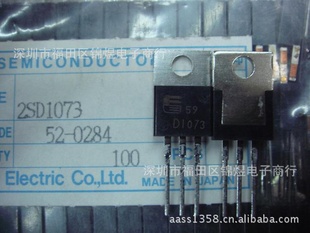 深圳市福田区锦煜电子商行
SEMICONDUCTOR
2SD1073
52-0284
100
Electric Co.,Ltd.
MADE IN JAPAN
59
D1073
深圳市福田区锦煜电子商行
aass1358.cn.alibaba.com